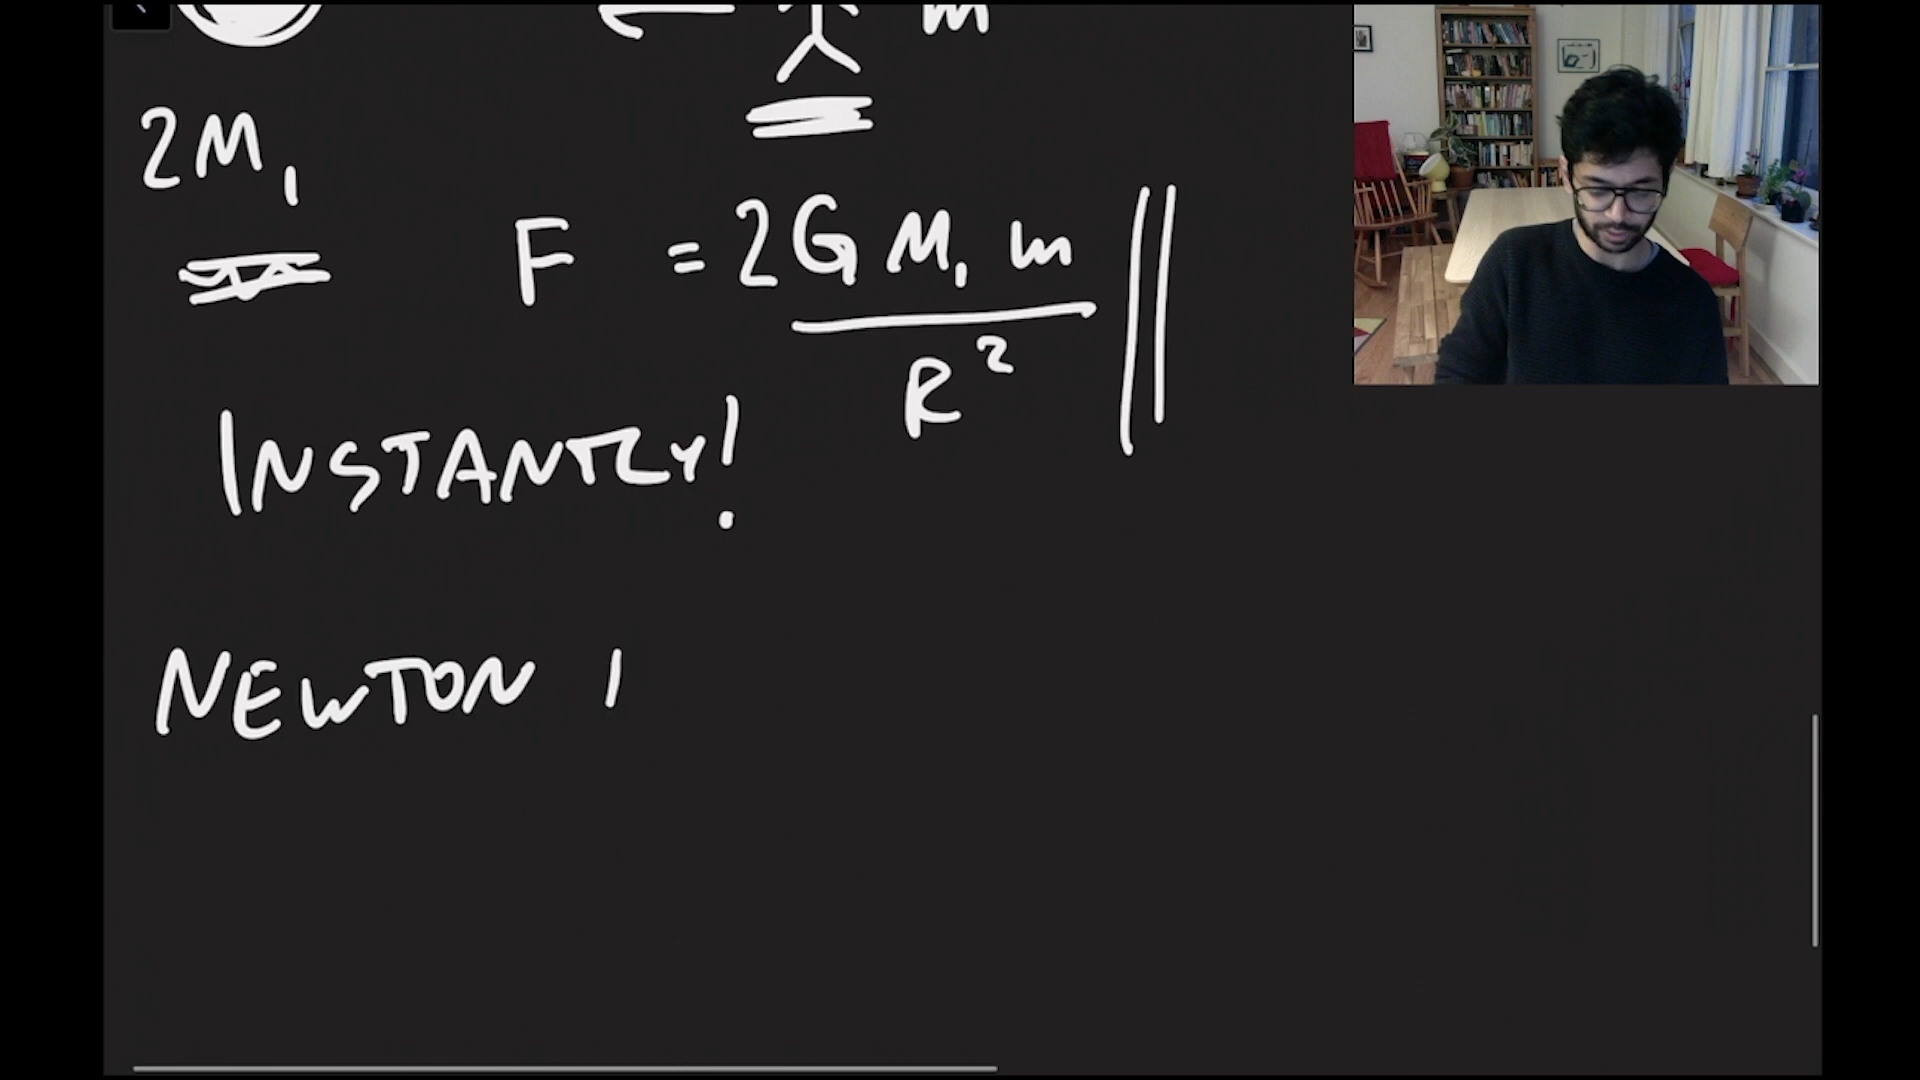 m
2M₁
F = 2GM₁m
R²
INSTANTLY!
NEWTON I